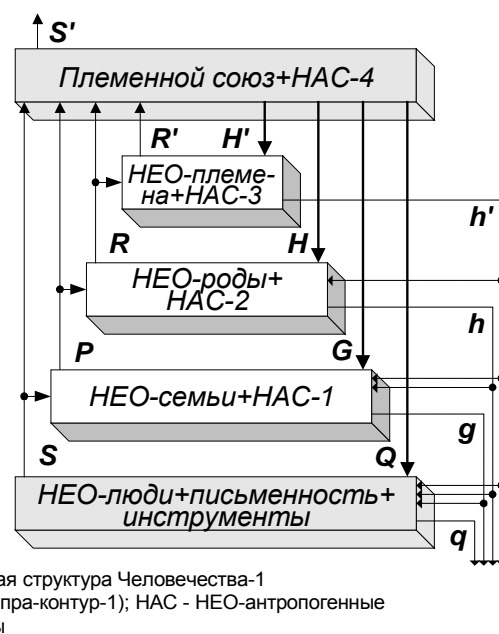 S'
Племенной союз+НАС-4
R' H'
НЕО-племе-
на+НАС-3
h'
R H
НЕО-роды+
НАС-2
h
P G
НЕО-семьи+НАС-1
g
S Q
НЕО-люди+письменность+
инструменты
q
ая структура Человечества-1
пра-контур-1); НАС - НЕО-антропогенные
ы